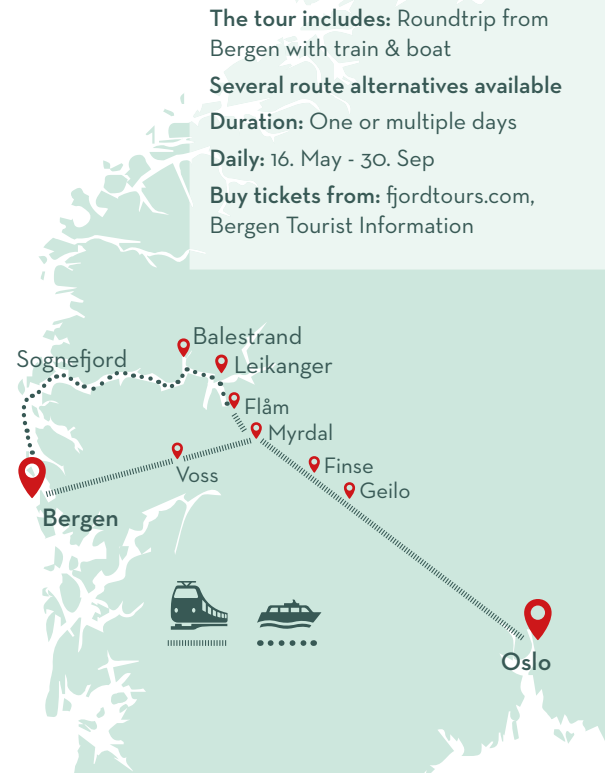 The tour includes: Roundtrip from
Bergen with train & boat
Several route alternatives available
Duration: One or multiple days
Daily: 16. May - 30. Sep
Buy tickets from: fjordtours.com,
Bergen Tourist Information
Balestrand
Sognefjord
Leikanger
Flåm
Myrdal
Finse
Voss
Geilo
Bergen
Oslo